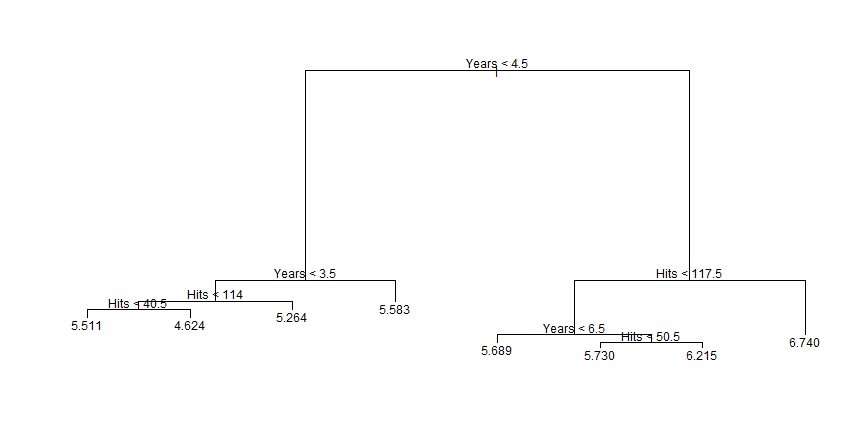 Years < 4.5
Years < 3.5
Hits < 117.5
Hits < 114
Hits < 40.5
5.511
4.624
5.264
5.583
Years < 6.5
Hits < 50.5
5.689
5.730
6.215
6.740